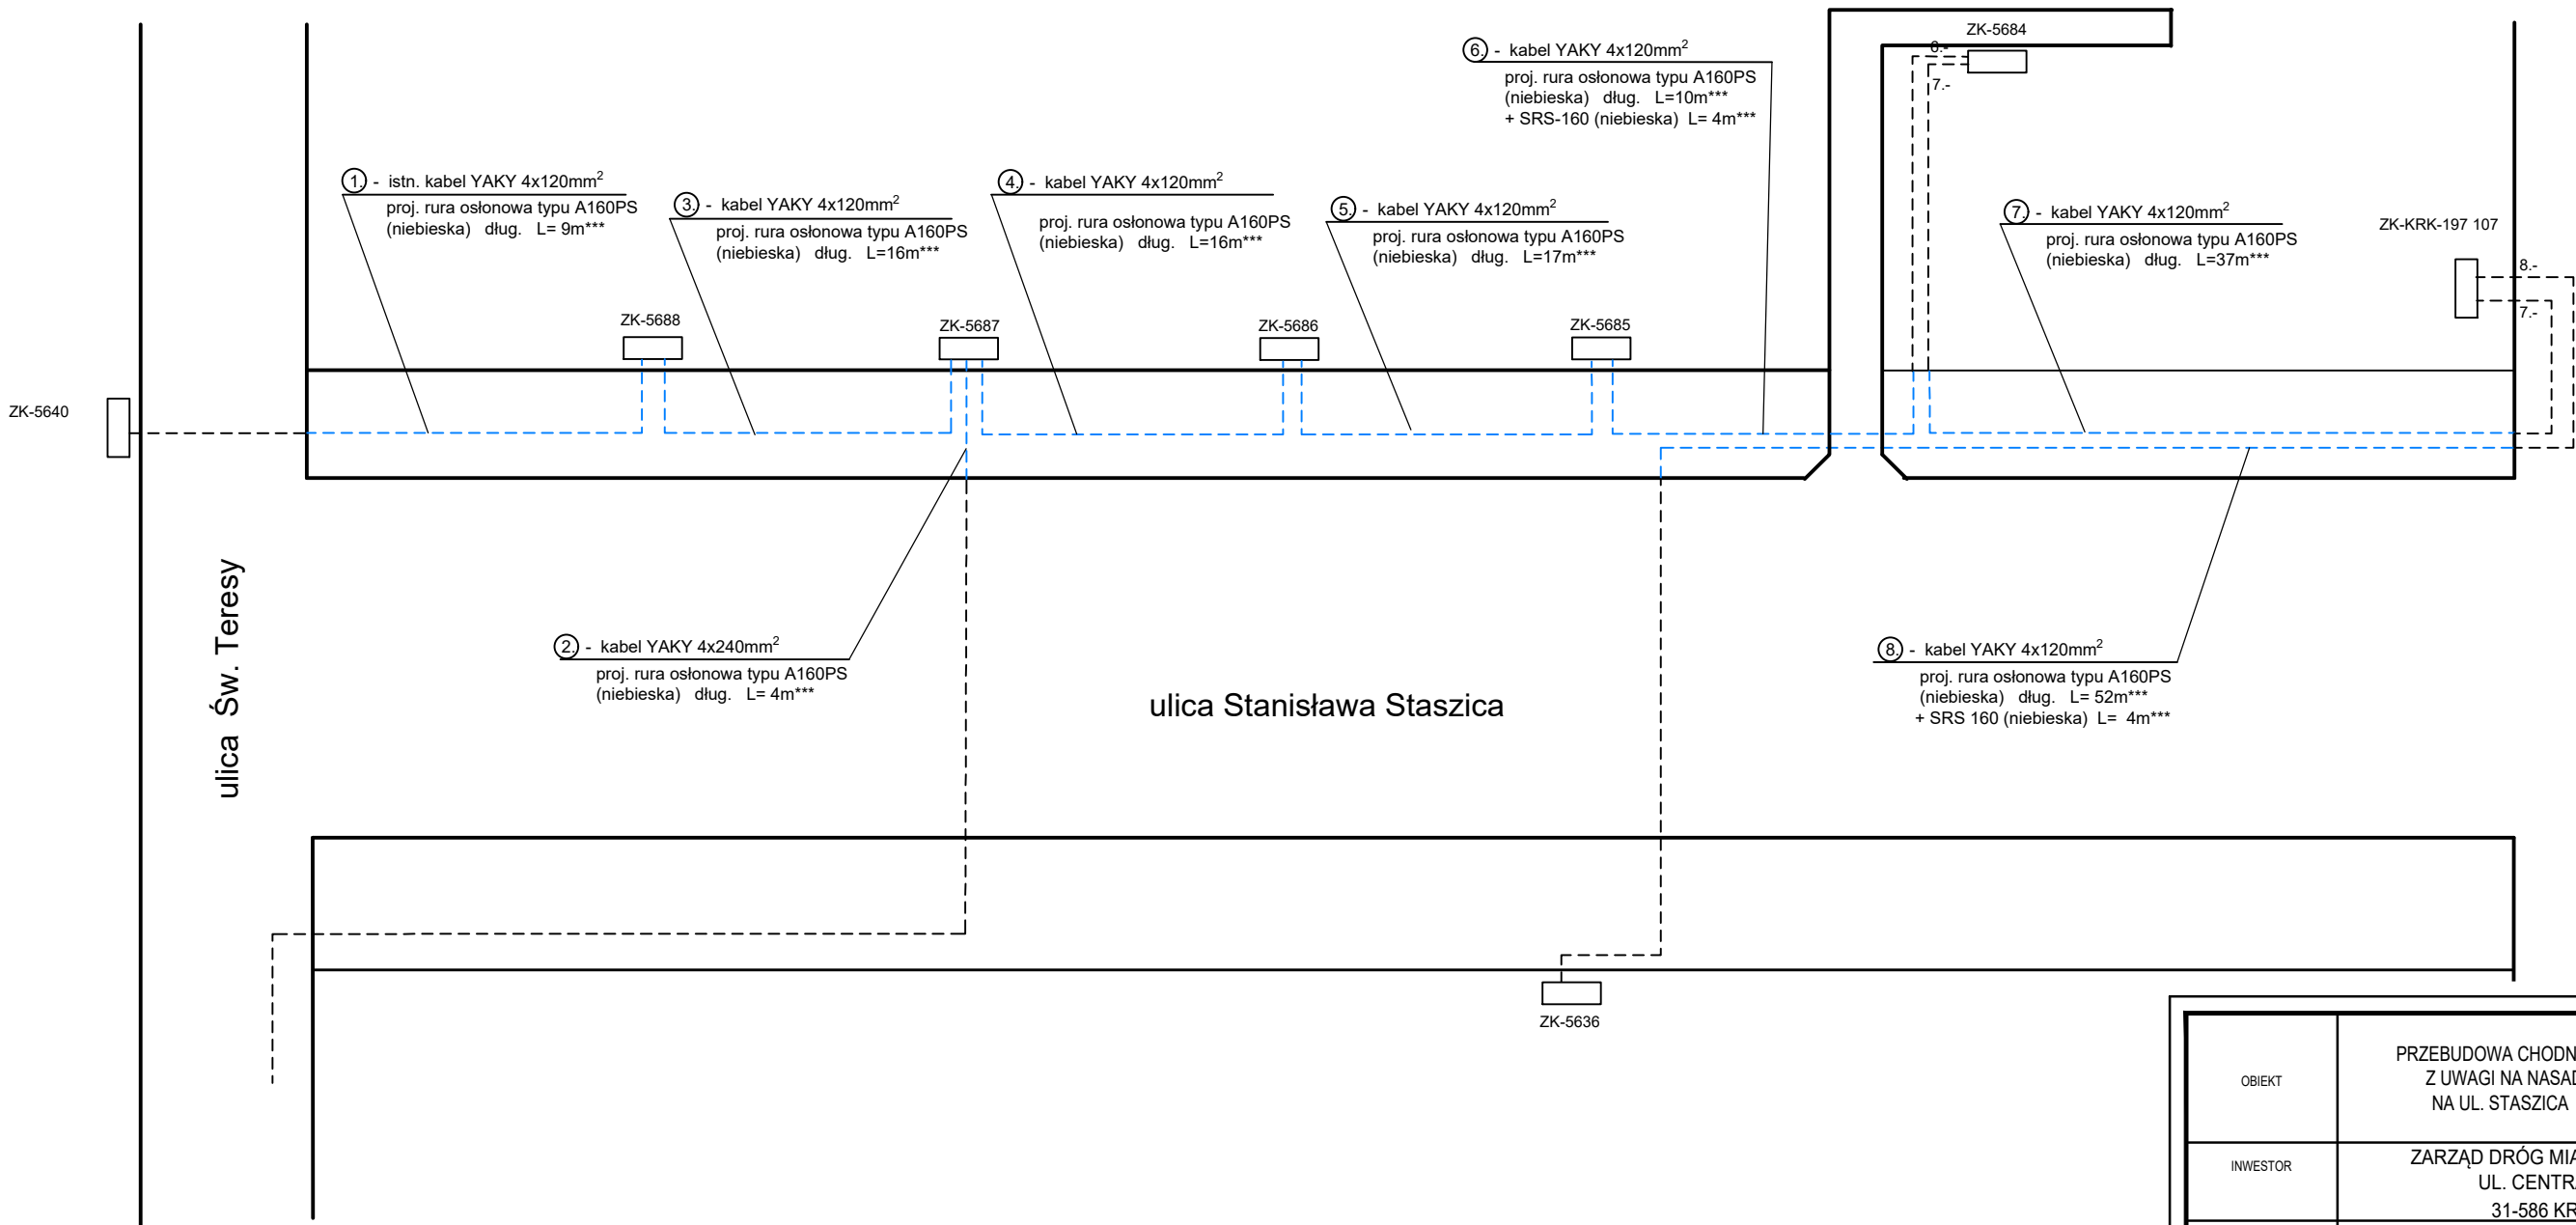 ZK-5684
6.-
7.-
6. - kabel YAKY 4x120mm²
proj. rura osłonowa typu A160PS
(niebieska) dług. L=10m***
+ SRS-160 (niebieska) L= 4m***
1. - istn. kabel YAKY 4x120mm²
proj. rura osłonowa typu A160PS
(niebieska) dług. L= 9m***
3. - kabel YAKY 4x120mm²
proj. rura osłonowa typu A160PS
(niebieska) dług. L=16m***
4. - kabel YAKY 4x120mm²
proj. rura osłonowa typu A160PS
(niebieska) dług. L=16m***
5. - kabel YAKY 4x120mm²
proj. rura osłonowa typu A160PS
(niebieska) dług. L=17m***
7. - kabel YAKY 4x120mm²
proj. rura osłonowa typu A160PS
(niebieska) dług. L=37m***
ZK-KRK-197 107
8.-
7.-
ZK-5688
ZK-5687
ZK-5686
ZK-5685
ZK-5640
ulica Św. Teresy
2. - kabel YAKY 4x240mm²
proj. rura osłonowa typu A160PS
(niebieska) dług. L= 4m***
ulica Stanisława Staszica
8. - kabel YAKY 4x120mm²
proj. rura osłonowa typu A160PS
(niebieska) dług. L= 52m***
+ SRS 160 (niebieska) L= 4m***
ZK-5636
OBIEKT
PRZEBUDOWA CHODN
Z UWAGI NA NASAD
NA UL. STASZICA
INWESTOR
ZARZĄD DRÓG MIA
UL. CENTRA
31-586 KR